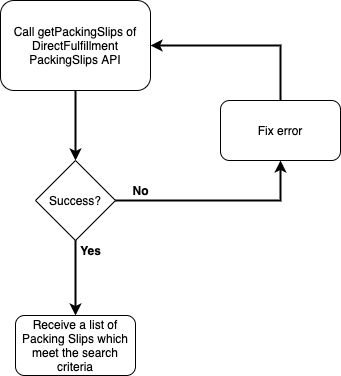 Call getPackingSlips of
DirectFulfillment
PackingSlips API
Fix error
Success?
No
Yes
Receive a list of
Packing Slips which
meet the search
criteria